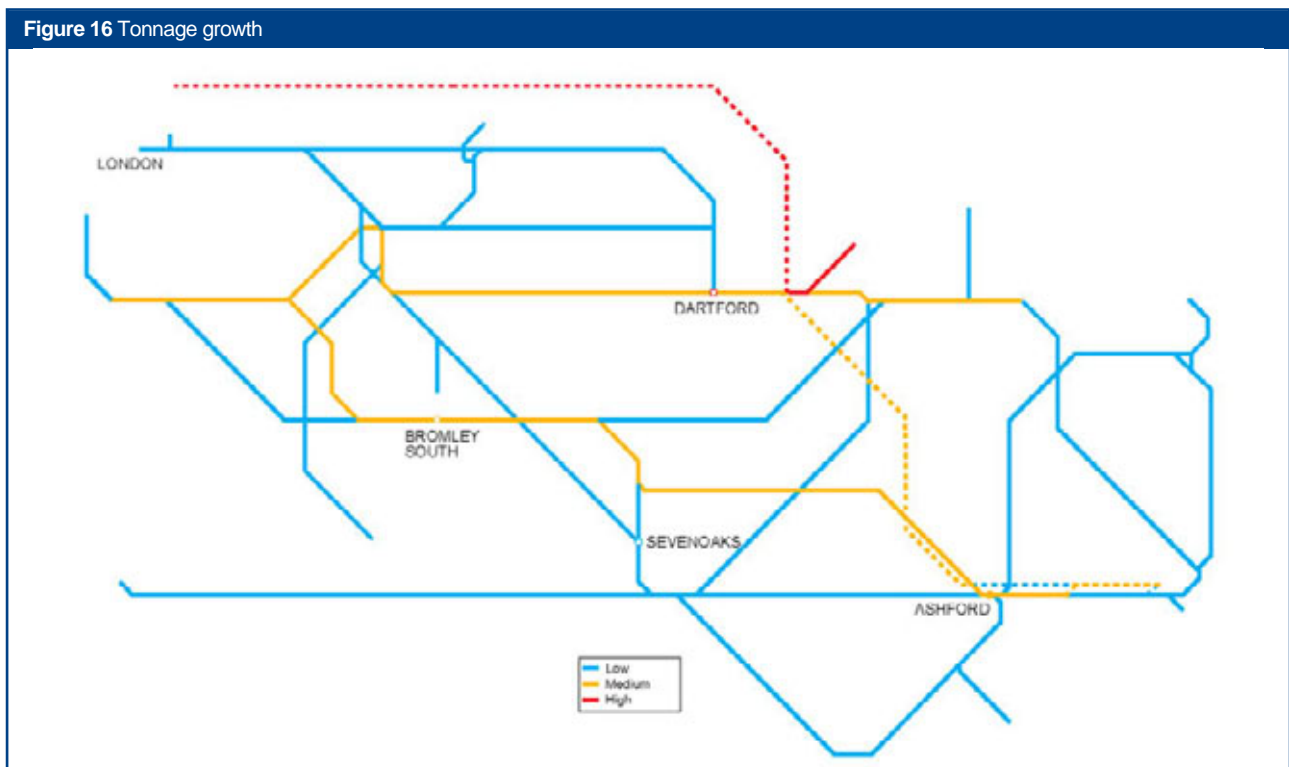 Figure 16 Tonnage growth
LONDON
DARTFORD
BROMLEY
SOUTH
SEVENOAKS
ASHFORD
Low
Medium
High